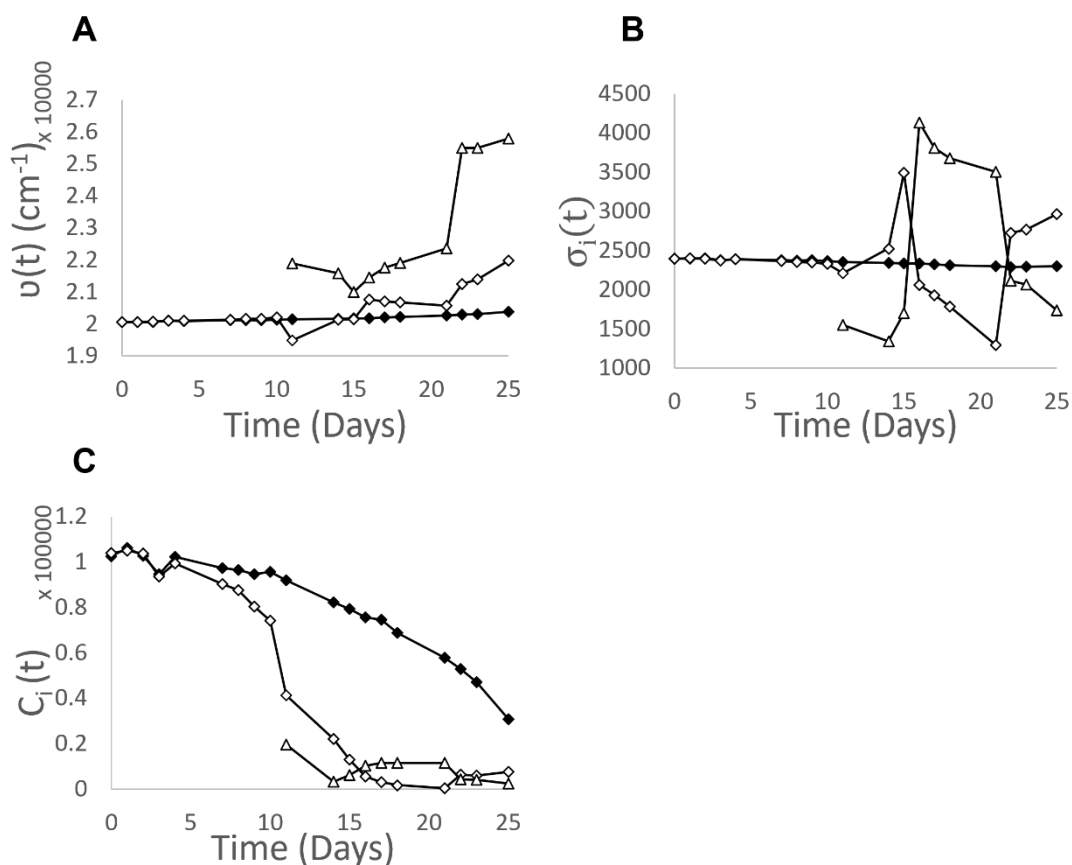 A
υ(t) (cm-1) x 10000
2.7
2.6
2.5
2.4
2.3
2.2
2.1
2
1.9
0 5 10 15 20 25
Time (Days)
B
σi(t)
4500
4000
3500
3000
2500
2000
1500
1000
0 5 10 15 20 25
Time (Days)
C
Ci(t) x 100000
1.2
1
0.8
0.6
0.4
0.2
0
0 5 10 15 20 25
Time (Days)